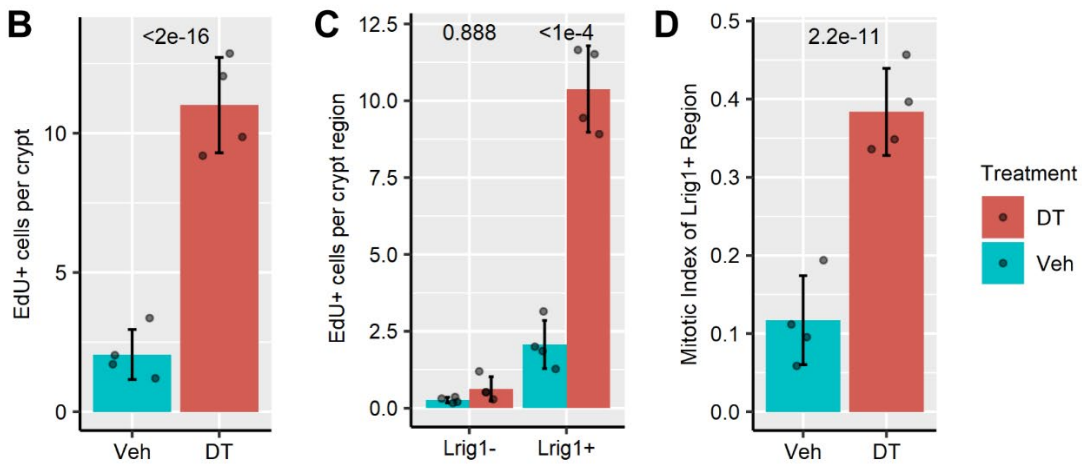 B
<2e-16
EdU+ cells per crypt
10
5
0
Veh
DT
C
0.888
<1e-4
EdU+ cells per crypt region
12.5
10.0
7.5
5.0
2.5
0.0
Lrig1-
Lrig1+
D
2.2e-11
Mitotic Index of Lrig1+ Region
0.5
0.4
0.3
0.2
0.1
0.0
Veh
DT
Treatment
DT
Veh